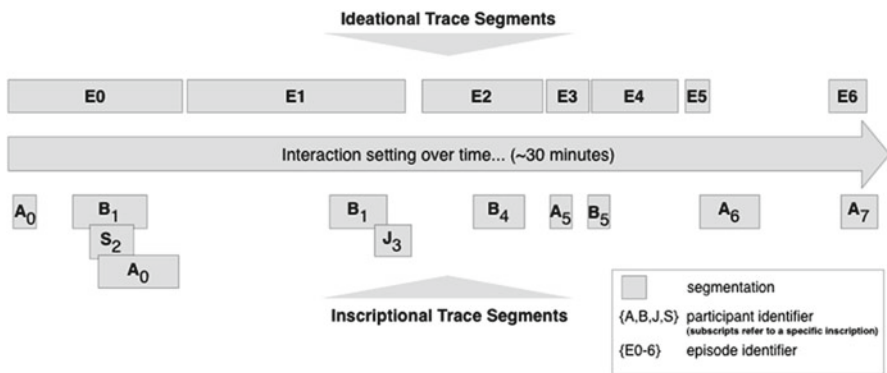 Ideational Trace Segments
E0 E1 E2 E3 E4 E5 E6
Interaction setting over time... (~30 minutes)
A0 B1 B1 B4 A5 B5 A6 A7
S2 J3
A0
Inscriptional Trace Segments
segmentation
{A,B,J,S} participant identifier
(subscripts refer to a specific inscription)
{E0-6} episode identifier